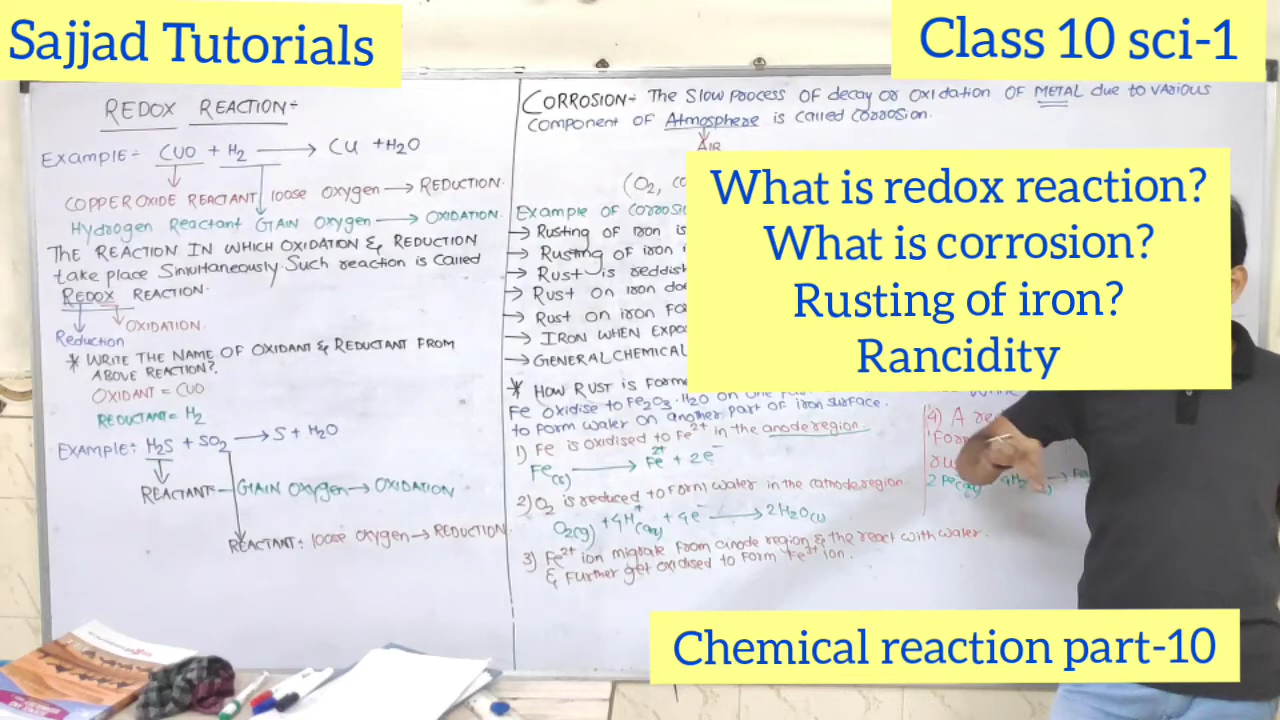 Sajjad Tutorials
Class 10 sci-1
REDOX REACTION:-
Example:- CUO + H2 → CU + H2O
COPPER OXIDE REACTANT loose oxygen → REDUCTION.
Hydrogen Reactant GAIN Oxygen → OXIDATION.
THE REACTION IN WHICH OXIDATION & REDUCTION
take place Simultaneously. Such reaction is called
REDOX REACTION.
OXIDATION.
Reduction
* WRITE THE NAME OF OXIDANT & REDUCTANT FROM
ABOVE REACTION?.
OXIDANT = CUO
REDUCTANT = H2
Example:- H2S + SO2 → S + H2O
REACTANT- GAIN Oxygen → OXIDATION
REACTANT:- loose oxygen → REDUCTION.
CORROSION:- The Slow Process OF decay or OXIDATION OF METAL due to VARIOUS
component OF Atmosphere is called Corrosion.
AIR
(O2,
Example OF
→ Rusting OF iron is
→ Rusting OF iron
→ Rust is
→ Rust on iron
→ Rust on iron
→ IRON WHEN
→ GENERAL CHEMICAL
What is redox reaction?
What is corrosion?
Rusting of iron?
Rancidity
* HOW RUST is
Fe oxidise to Fe2O3·H2O on one
to form water on another part of iron surface.
1) Fe is oxidised to Fe2+ in the anode region.
Fe(s) → Fe2+ + 2e-
2) O2 is reduced to form water in the cathode region.
O2(g) + 4H+(aq) + 4e- → 2H2O(l)
3) Fe2+ ion migrate from anode region & the react with water.
& Further get oxidised to form Fe3+ ion.
4) A
Chemical reaction part-10